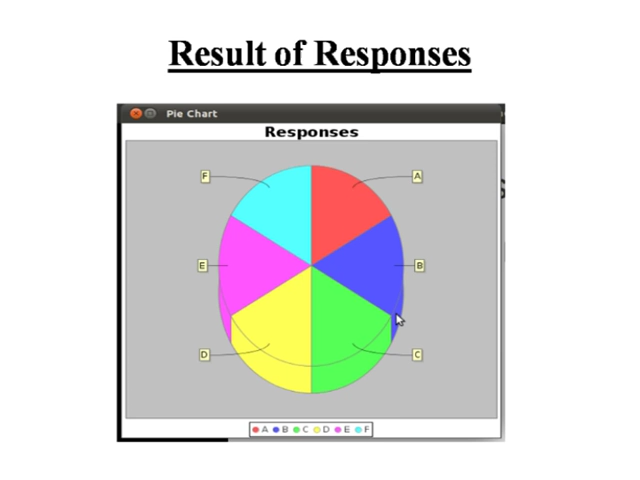 Result of Responses
Pie Chart
Responses
F
A
E
B
D
C
A B C D E F